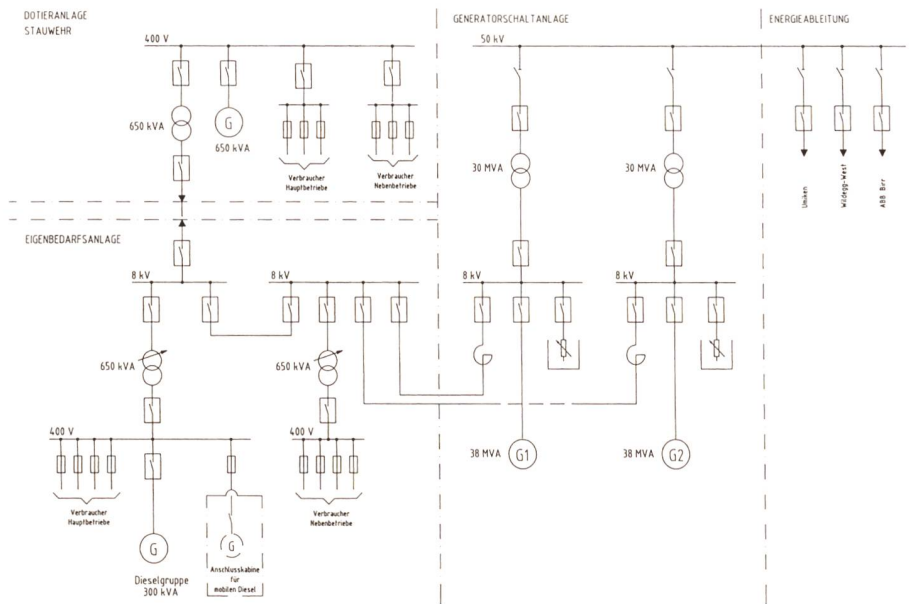 DOTIERANLAGE
STAUWEHR
400 V
650 kVA
G
650 kVA
Verbraucher
Hauptbetriebe
Verbraucher
Nebenbetriebe
EIGENBEDARFSANLAGE
8 kV
8 kV
650 kVA
650 kVA
400 V
400 V
Verbraucher
Hauptbetriebe
G
Dieselgruppe
300 kVA
G
Anschlusskabine
für
mobilen Diesel
Verbraucher
Nebenbetriebe
GENERATORSCHALTANLAGE
50 kV
30 MVA
30 MVA
8 kV
8 kV
38 MVA
G1
38 MVA
G2
ENERGIEABLEITUNG
Umiken
Wildegg-West
ABB Birr